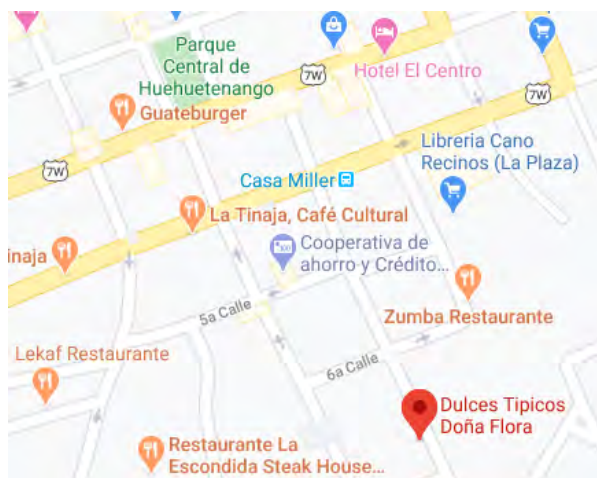 Parque
Central de
Huehuetenango
7W
Hotel El Centro
Guateburger
7W
Libreria Cano
Recinos (La Plaza)
7W
Casa Miller
La Tinaja, Café Cultural
inaja
Cooperativa de
ahorro y Crédito...
5a Calle
Zumba Restaurante
Lekaf Restaurante
6a Calle
Dulces Tipicos
Doña Flora
Restaurante La
Escondida Steak House...